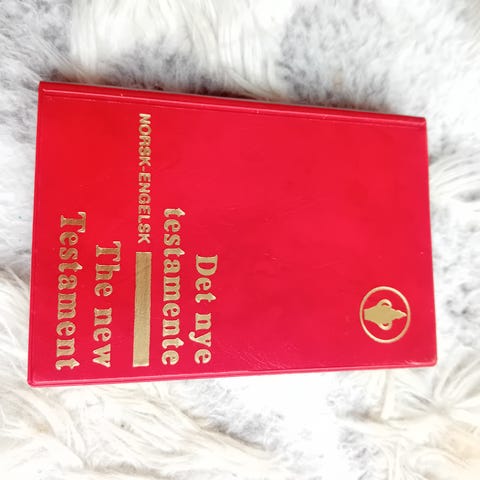 Det nye
testamente
NORSK-ENGELSK
The new
Testament